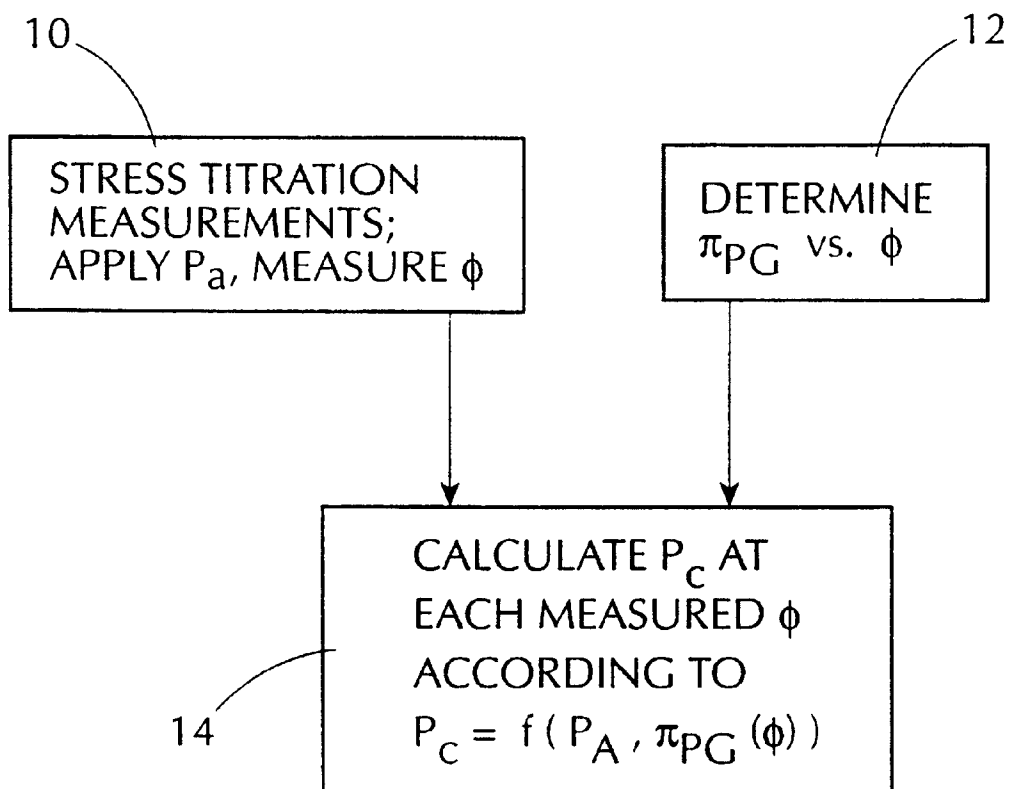 10
12
STRESS TITRATION
MEASUREMENTS;
APPLY Pa, MEASURE ϕ
DETERMINE
πPG vs. ϕ
CALCULATE Pc AT
EACH MEASURED ϕ
ACCORDING TO
Pc = f ( PA , πPG (ϕ) )
14